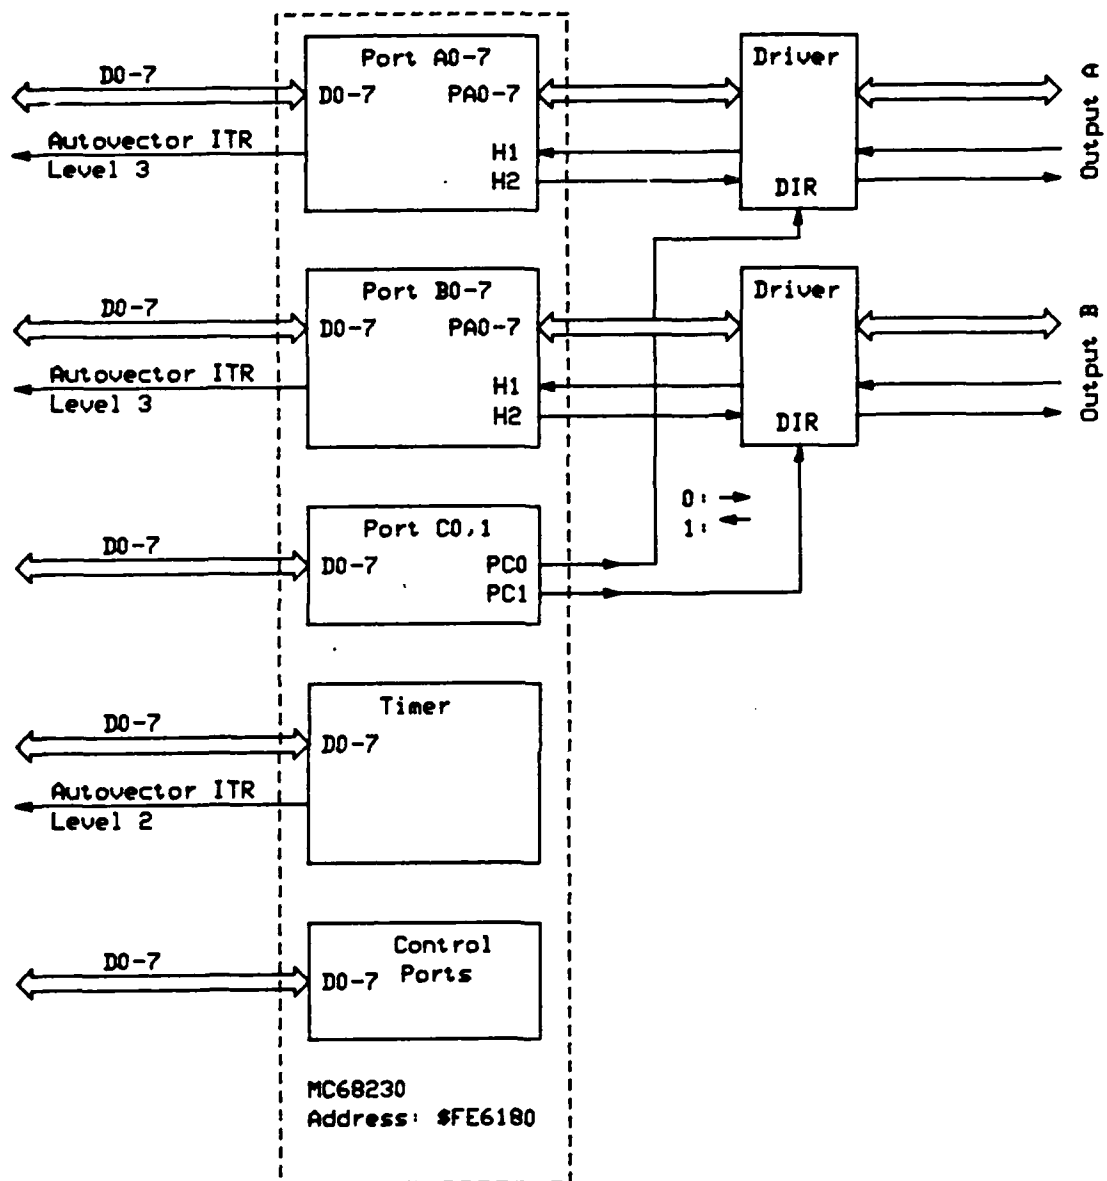 Port A0-7
Driver
D0-7
D0-7
PA0-7
Output A
Autovector ITR
Level 3
H1
H2
DIR
Port B0-7
Driver
D0-7
D0-7
PA0-7
Output B
Autovector ITR
Level 3
H1
H2
DIR
0: →
1: ←
Port C0,1
D0-7
D0-7
PC0
PC1
Timer
D0-7
D0-7
Autovector ITR
Level 2
Control
Ports
D0-7
D0-7
MC68230
Address: $FE6180